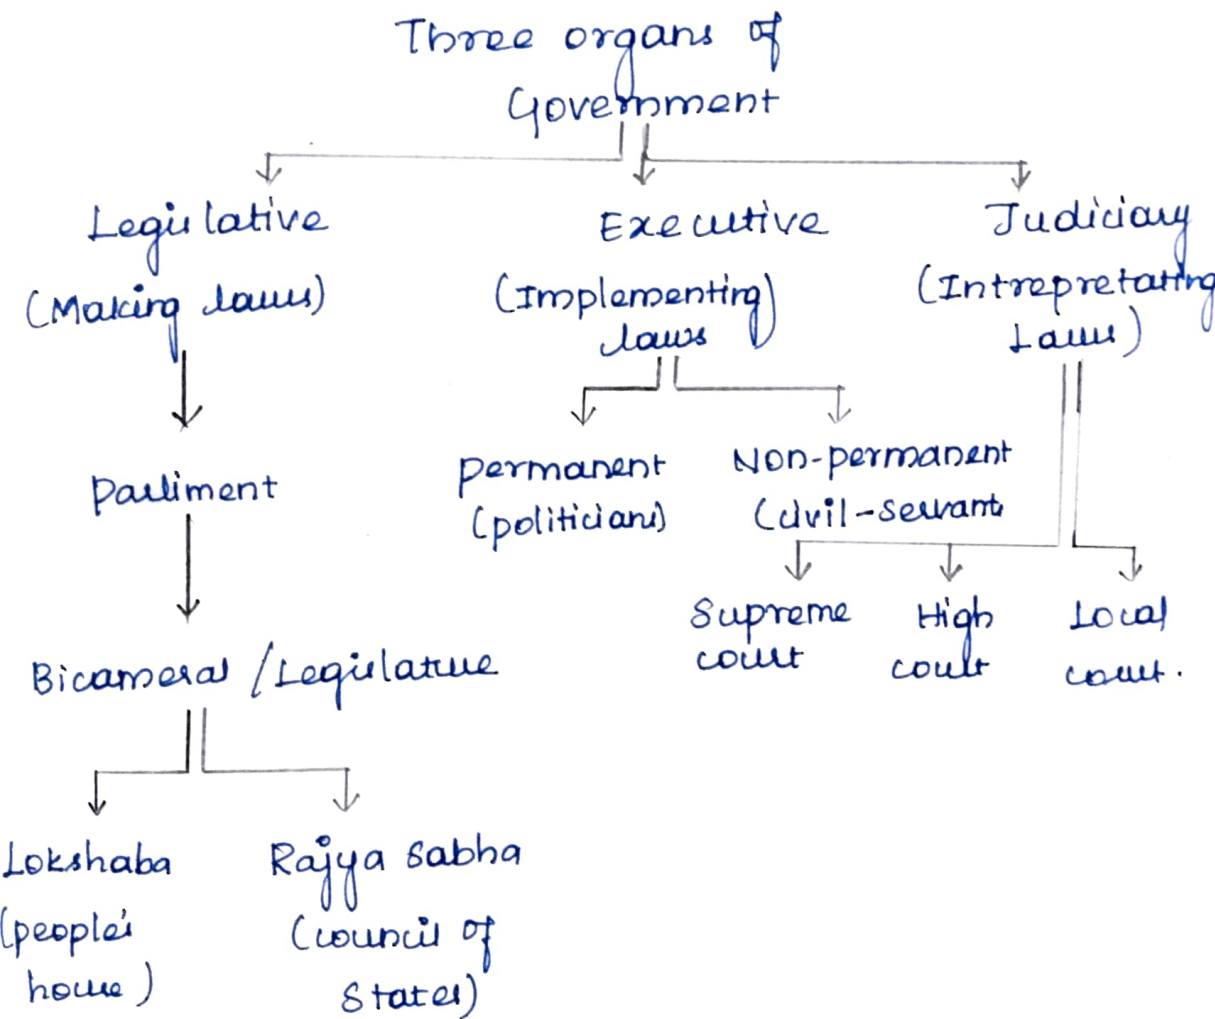 Three organs of
Government
Legislative
Executive
Judiciary
(Making laws)
(Implementing
laws
(Intrepretating
Laws)
Parliment
permanent
(politicians)
Non-permanent
(civil-servant
Supreme
court
High
court
Local
court.
Bicameral / Legislature
Lokshaba
(people's
house)
Rajya Sabha
(council of
States)